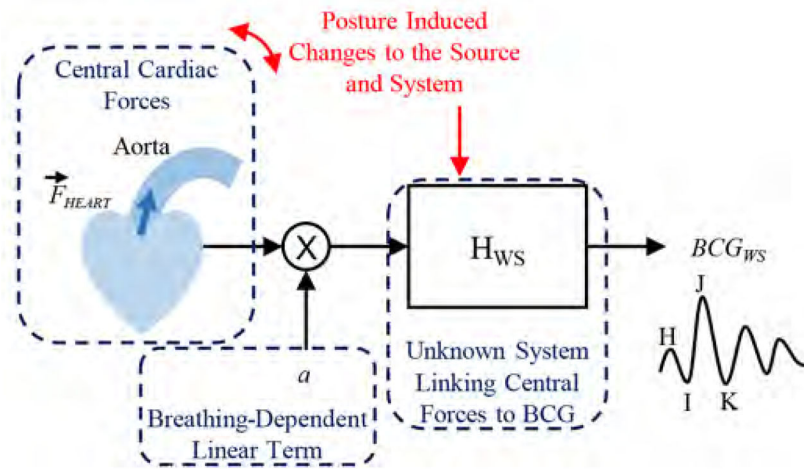 Posture Induced
Changes to the Source
and System
Central Cardiac
Forces
Aorta
F HEART
X
H WS
BCG WS
H
J
I
K
a
Breathing-Dependent
Linear Term
Unknown System
Linking Central
Forces to BCG